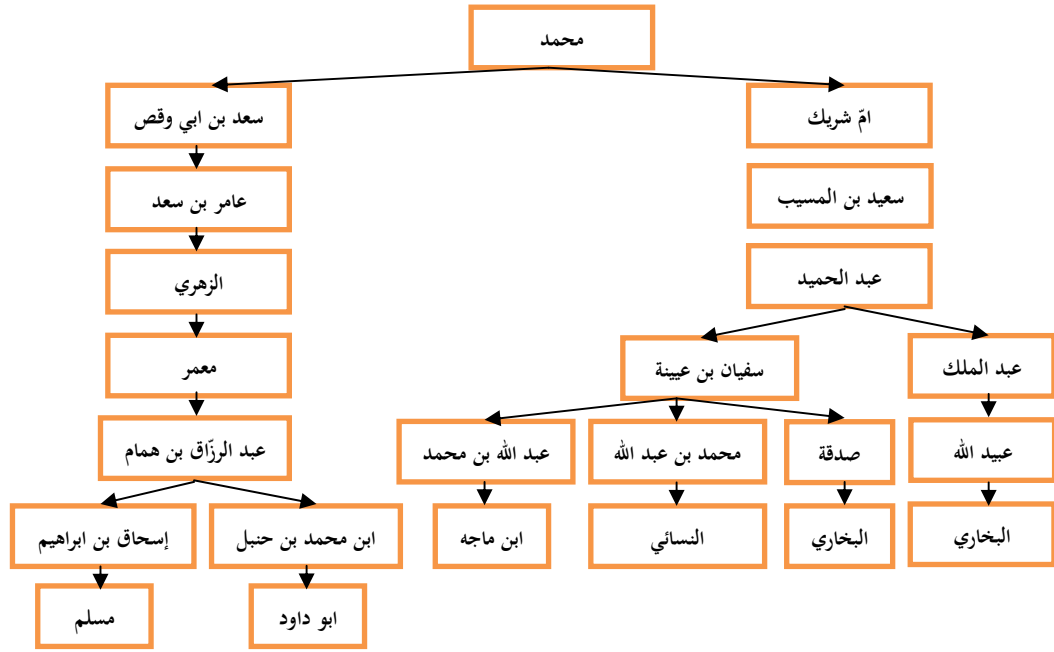 محمد
امّ شريك
سعد بن ابي وقص
سعيد بن المسيب
عامر بن سعد
عبد الحميد
الزهري
عبد الملك
سفيان بن عيينة
معمر
عبيد الله
صدقة
محمد بن عبد الله
عبد الله بن محمد
عبد الرزّاق بن همام
البخاري
البخاري
النسائي
ابن ماجه
ابن محمد بن حنبل
إسحاق بن ابراهيم
ابو داود
مسلم